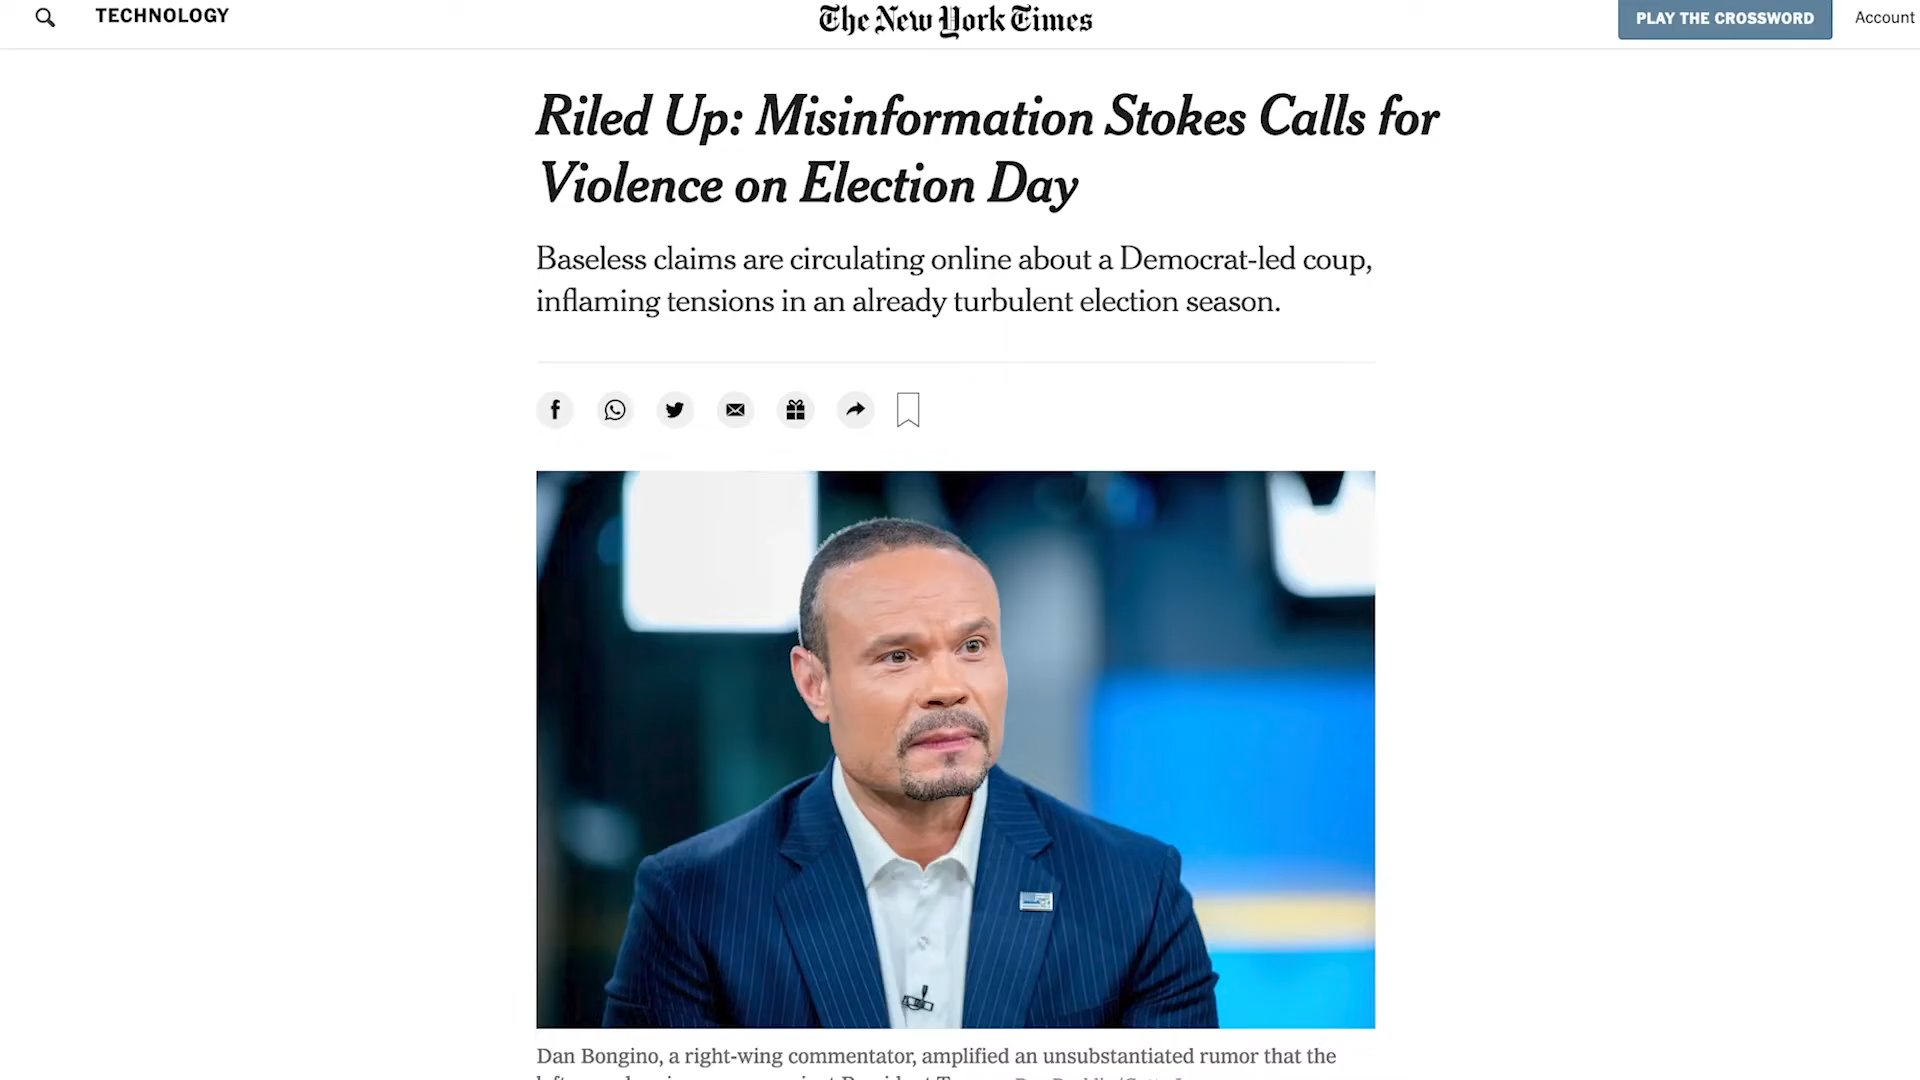 TECHNOLOGY
The New York Times
PLAY THE CROSSWORD
Account
Riled Up: Misinformation Stokes Calls for
Violence on Election Day
Baseless claims are circulating online about a Democrat-led coup,
inflaming tensions in an already turbulent election season.
Dan Bongino, a right-wing commentator, amplified an unsubstantiated rumor that the